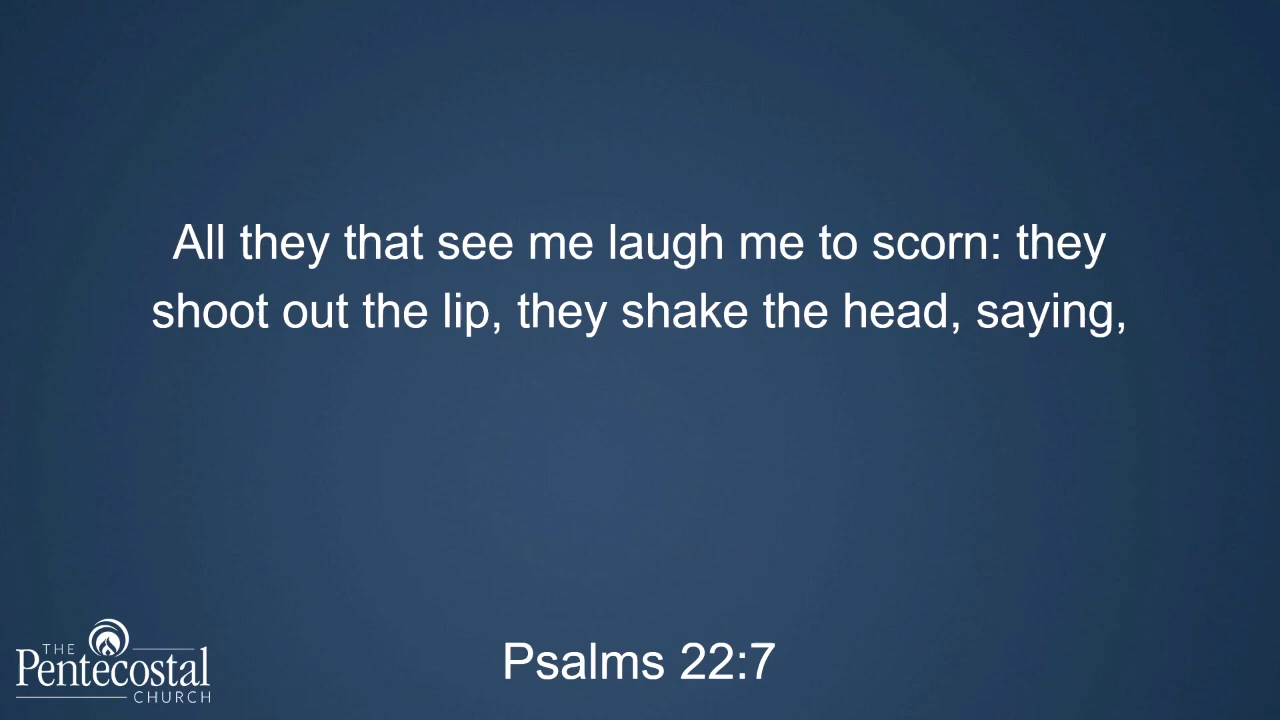 All they that see me laugh me to scorn: they
shoot out the lip, they shake the head, saying,
THE
Pentecostal
CHURCH
Psalms 22:7